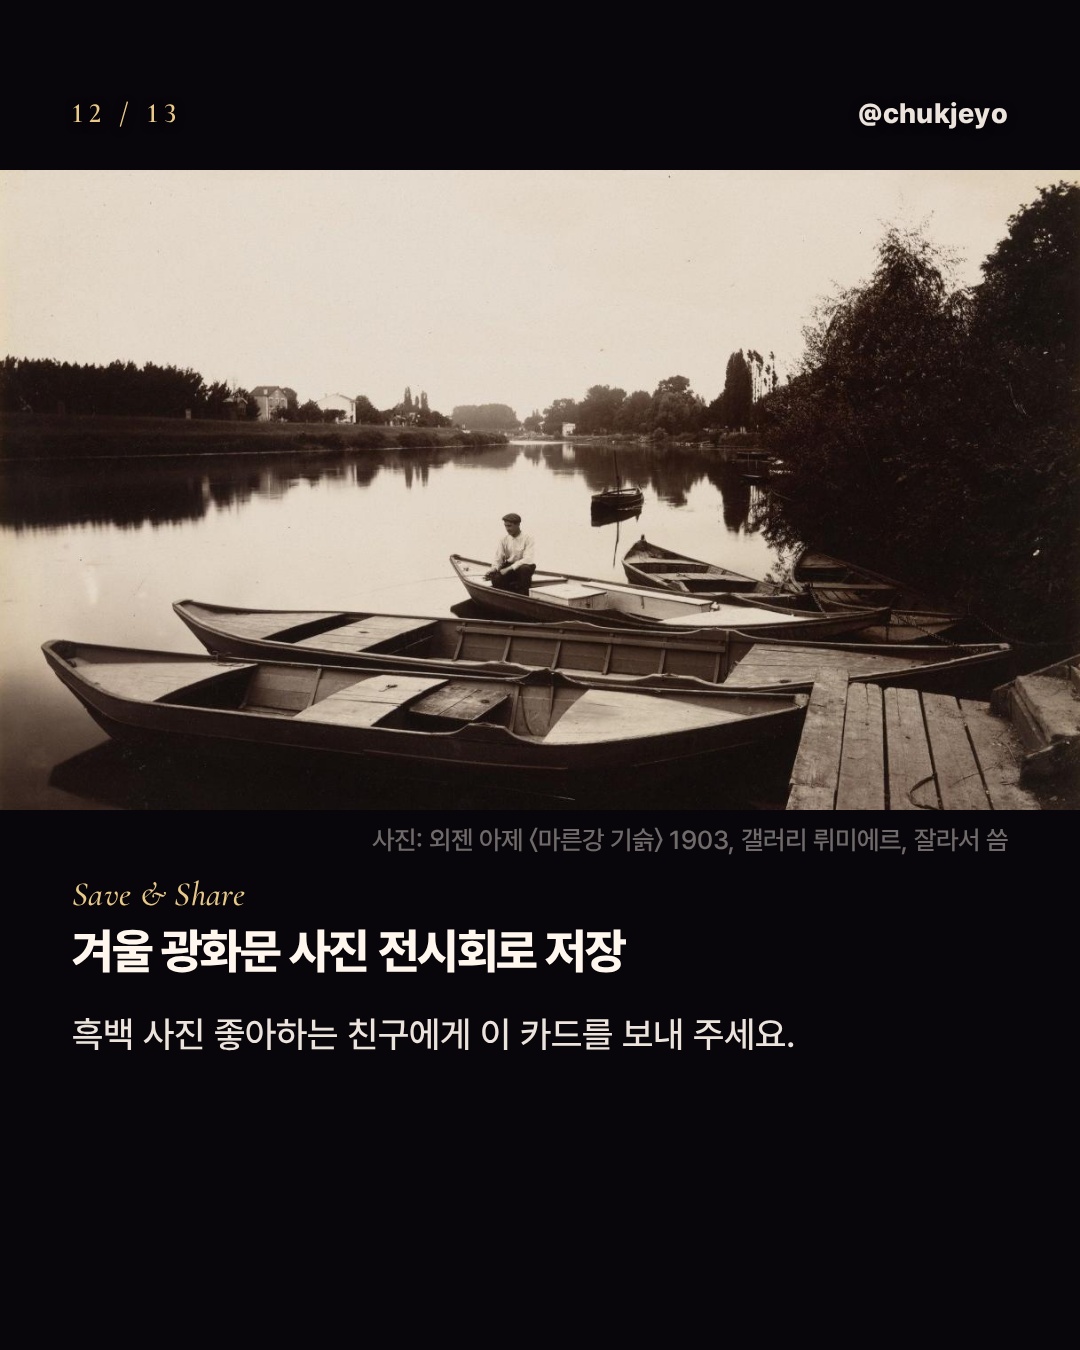 12 / 13
@chukjeyo
사진: 외젠 아제 〈마른강 기슭〉 1903, 갤러리 뤼미에르, 잘라서 씀
Save & Share
겨울 광화문 사진 전시회로 저장
흑백 사진 좋아하는 친구에게 이 카드를 보내 주세요.